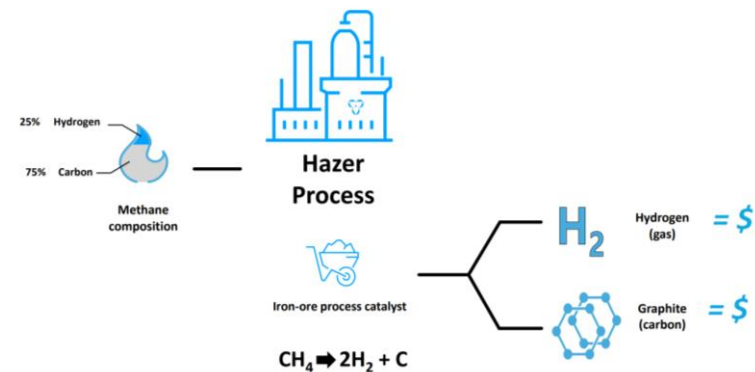 25% Hydrogen
75% Carbon
Methane
composition
Hazer
Process
Iron-ore process catalyst
CH₄➡2H₂ + C
H₂
Hydrogen
(gas)
= $
Graphite
(carbon)
= $